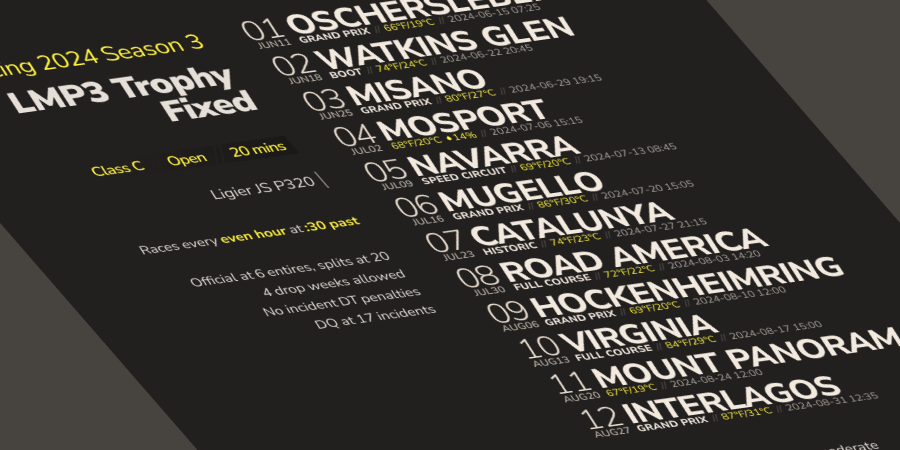 2024 Season 3
LMP3 Trophy
Fixed
Class C Open 20 mins
Ligier JS P320
Races every even hour at :30 past
Official at 6 entires, splits at 20
4 drop weeks allowed
No incident DT penalties
DQ at 17 incidents
01 JUN11
GRAND PRIX // 66°F/19°C // 2024-06-15 07:25
02 JUN18 WATKINS GLEN
BOOT // 74°F/24°C // 2024-06-22 20:45
03 JUN25 MISANO
GRAND PRIX // 80°F/27°C // 2024-06-29 19:15
04 JUL02 MOSPORT
68°F/20°C ♦14% // 2024-07-06 15:15
05 JUL09 NAVARRA
SPEED CIRCUIT // 69°F/20°C // 2024-07-13 08:45
06 JUL16 MUGELLO
GRAND PRIX // 86°F/30°C // 2024-07-20 15:05
07 JUL23 CATALUNYA
HISTORIC // 74°F/23°C // 2024-07-27 21:15
08 JUL30 ROAD AMERICA
FULL COURSE // 72°F/22°C // 2024-08-03 14:20
09 AUG06 HOCKENHEIMRING
GRAND PRIX // 69°F/20°C // 2024-08-10 12:00
10 AUG13 VIRGINIA
FULL COURSE // 84°F/29°C // 2024-08-17 15:00
11 AUG20 MOUNT PANORAM
67°F/19°C // 2024-08-24 12:00
12 AUG27 INTERLAGOS
GRAND PRIX // 87°F/31°C // 2024-08-31 12:35